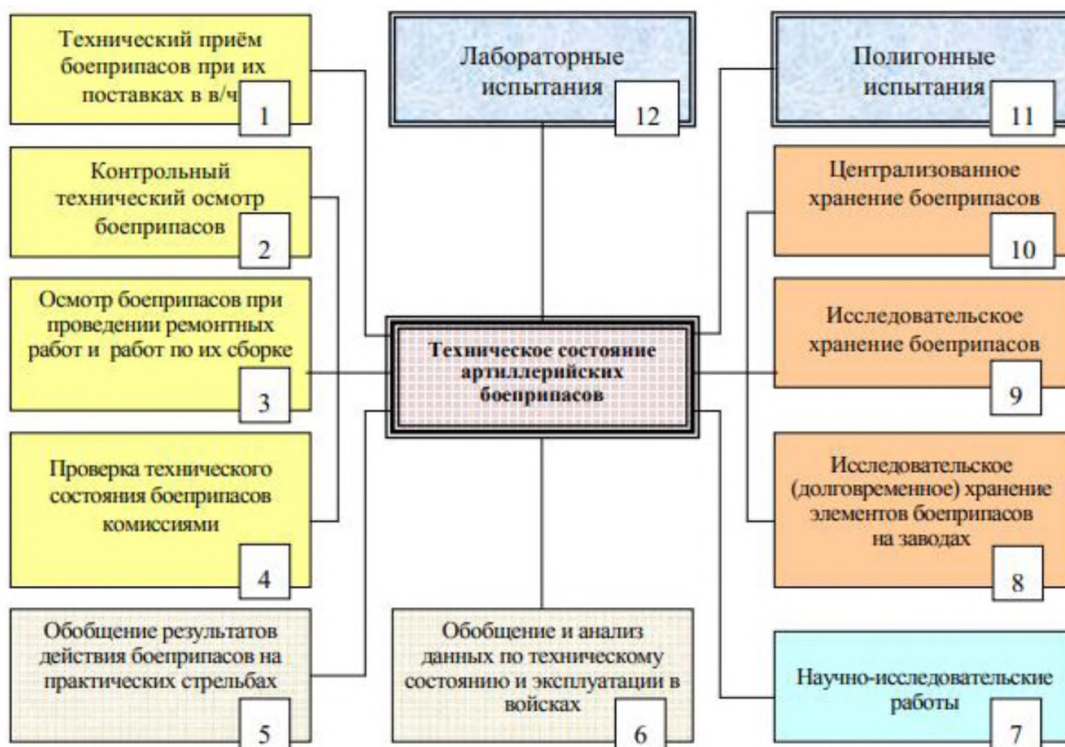 Технический приём
боеприпасов при их
поставках в в/ч
1
Лабораторные
испытания
12
Полигонные
испытания
11
Контрольный
технический осмотр
боеприпасов
2
Централизованное
хранение боеприпасов
10
Осмотр боеприпасов при
проведении ремонтных
работ и работ по их сборке
3
Техническое состояние
артиллерийских
боеприпасов
Исследовательское
хранение боеприпасов
9
Проверка технического
состояния боеприпасов
комиссиями
4
Исследовательское
(долговременное) хранение
элементов боеприпасов
на заводах
8
Обобщение результатов
действия боеприпасов на
практических стрельбах
5
Обобщение и анализ
данных по техническому
состоянию и эксплуатации в
войсках
6
Научно-исследовательские
работы
7